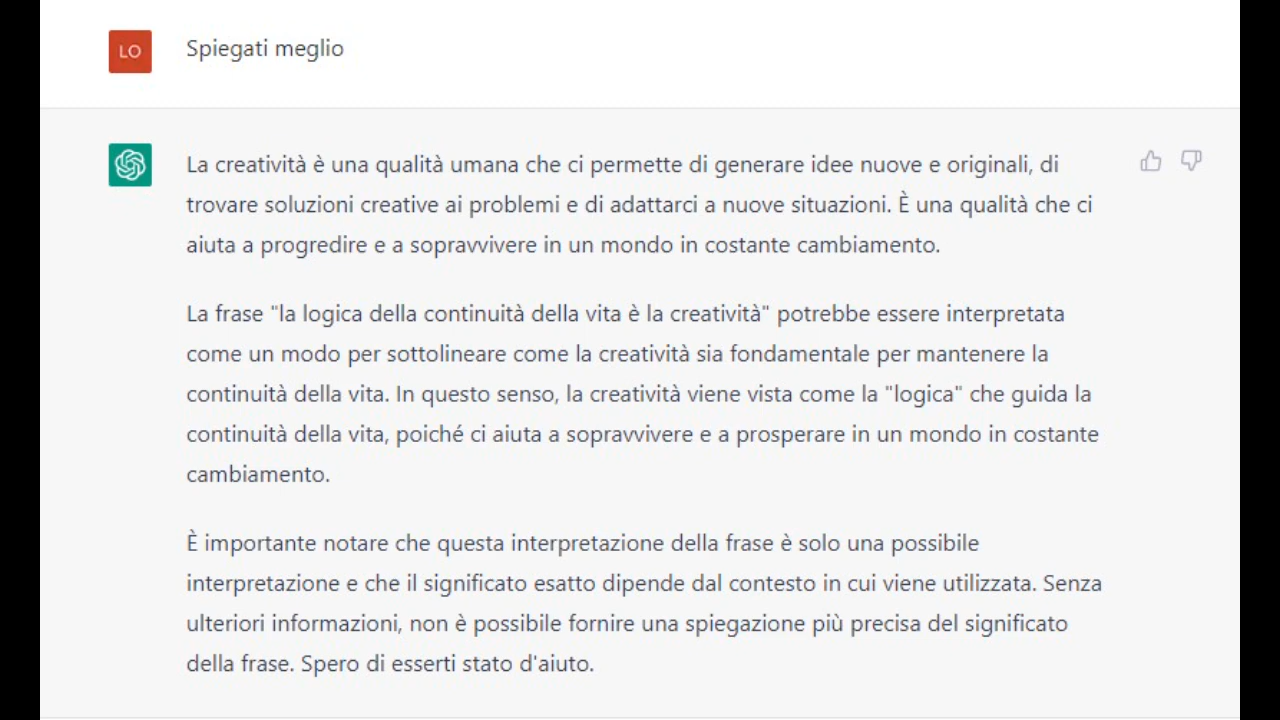 LO
Spiegati meglio
La creatività è una qualità umana che ci permette di generare idee nuove e originali, di
trovare soluzioni creative ai problemi e di adattarci a nuove situazioni. È una qualità che ci
aiuta a progredire e a sopravvivere in un mondo in costante cambiamento.
La frase "la logica della continuità della vita è la creatività" potrebbe essere interpretata
come un modo per sottolineare come la creatività sia fondamentale per mantenere la
continuità della vita. In questo senso, la creatività viene vista come la "logica" che guida la
continuità della vita, poiché ci aiuta a sopravvivere e a prosperare in un mondo in costante
cambiamento.
È importante notare che questa interpretazione della frase è solo una possibile
interpretazione e che il significato esatto dipende dal contesto in cui viene utilizzata. Senza
ulteriori informazioni, non è possibile fornire una spiegazione più precisa del significato
della frase. Spero di esserti stato d'aiuto.